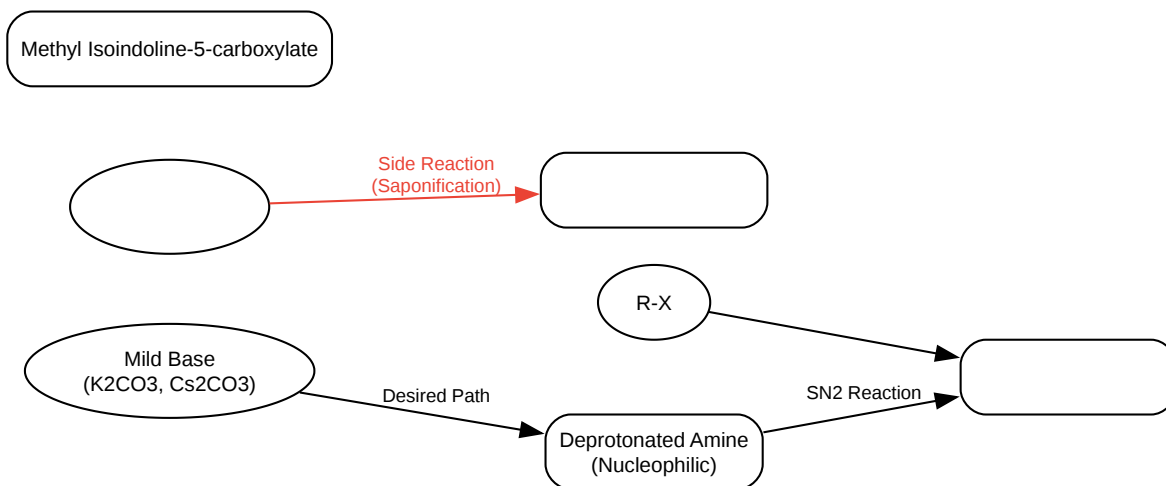 Methyl Isoindoline-5-carboxylate
Side Reaction
(Saponification)
R-X
Mild Base
(K2CO3, Cs2CO3)
Desired Path
SN2 Reaction
Deprotonated Amine
(Nucleophilic)